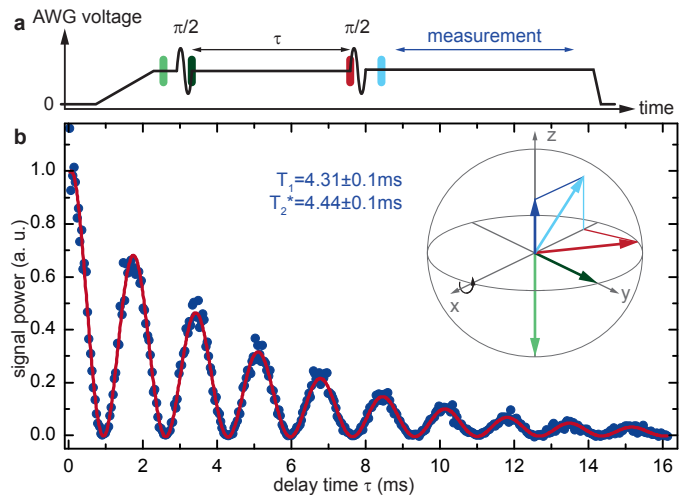 a AWG voltage
π/2 π/2
τ measurement
0
time
b
T₁=4.31±0.1ms
T₂*=4.44±0.1ms
z
x
y
signal power (a. u.)
1.0
0.8
0.6
0.4
0.2
0.0
0 2 4 6 8 10 12 14 16
delay time τ (ms)